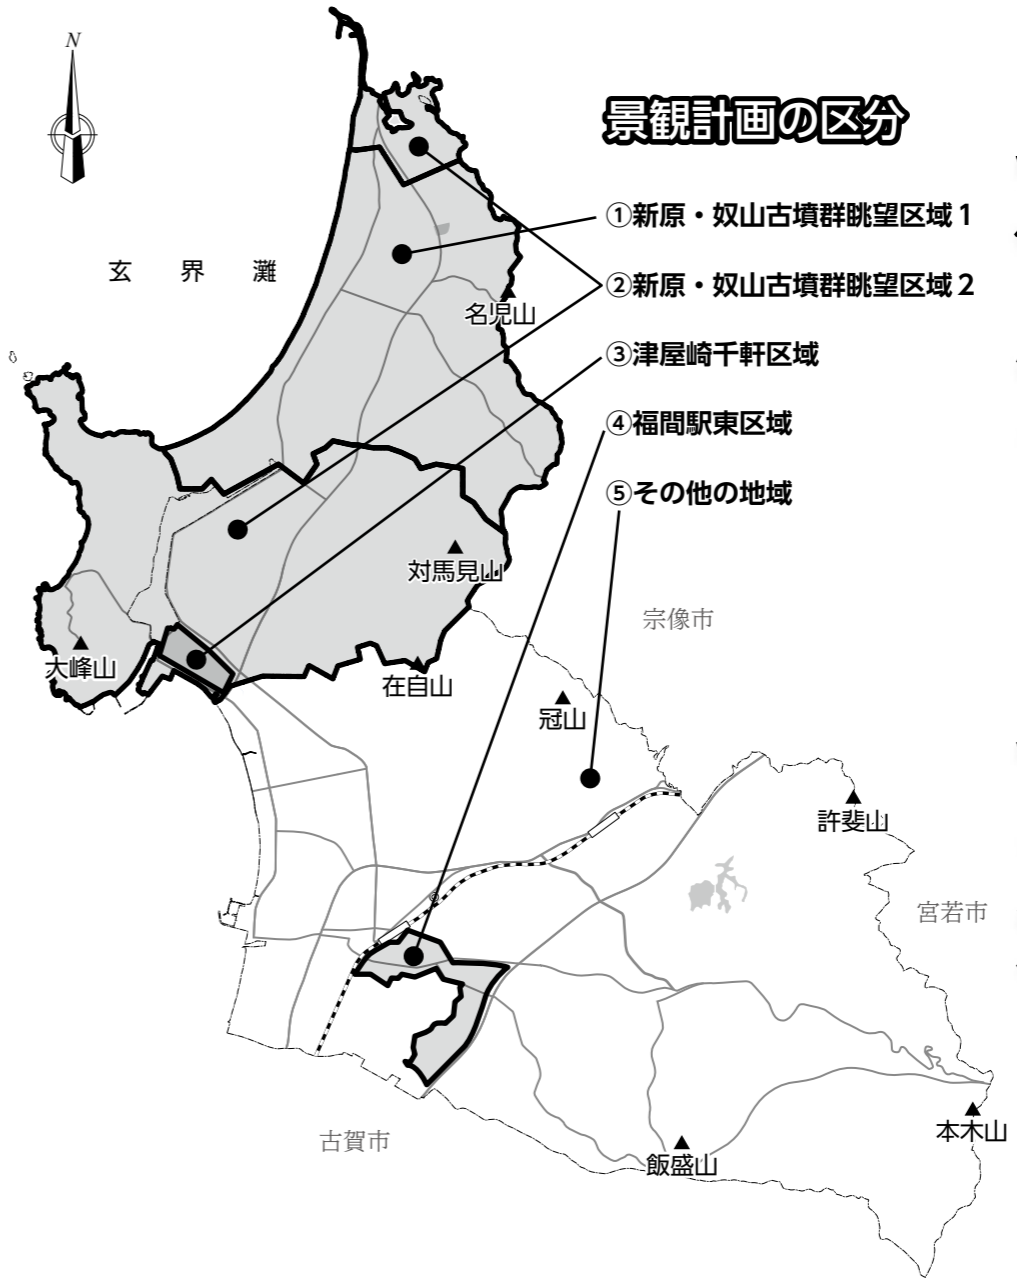 N
景観計画の区分
①新原・奴山古墳群眺望区域1
玄界灘
②新原・奴山古墳群眺望区域2
名児山
③津屋崎千軒区域
④福間駅東区域
⑤その他の地域
対馬見山
宗像市
大峰山
在自山
冠山
許斐山
宮若市
古賀市
本木山
飯盛山